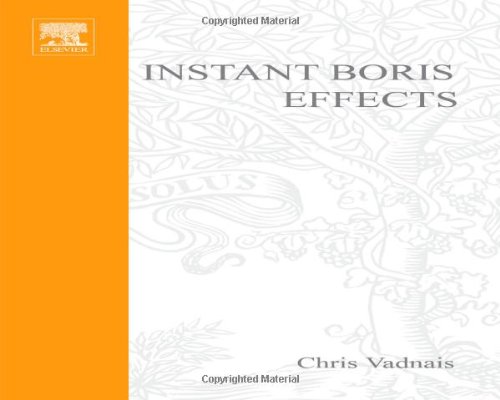 Copyrighted Material
ELSEVIER
INSTANT BORIS
EFFECTS
SOLUS
Chris Vadnais
Copyrighted Material